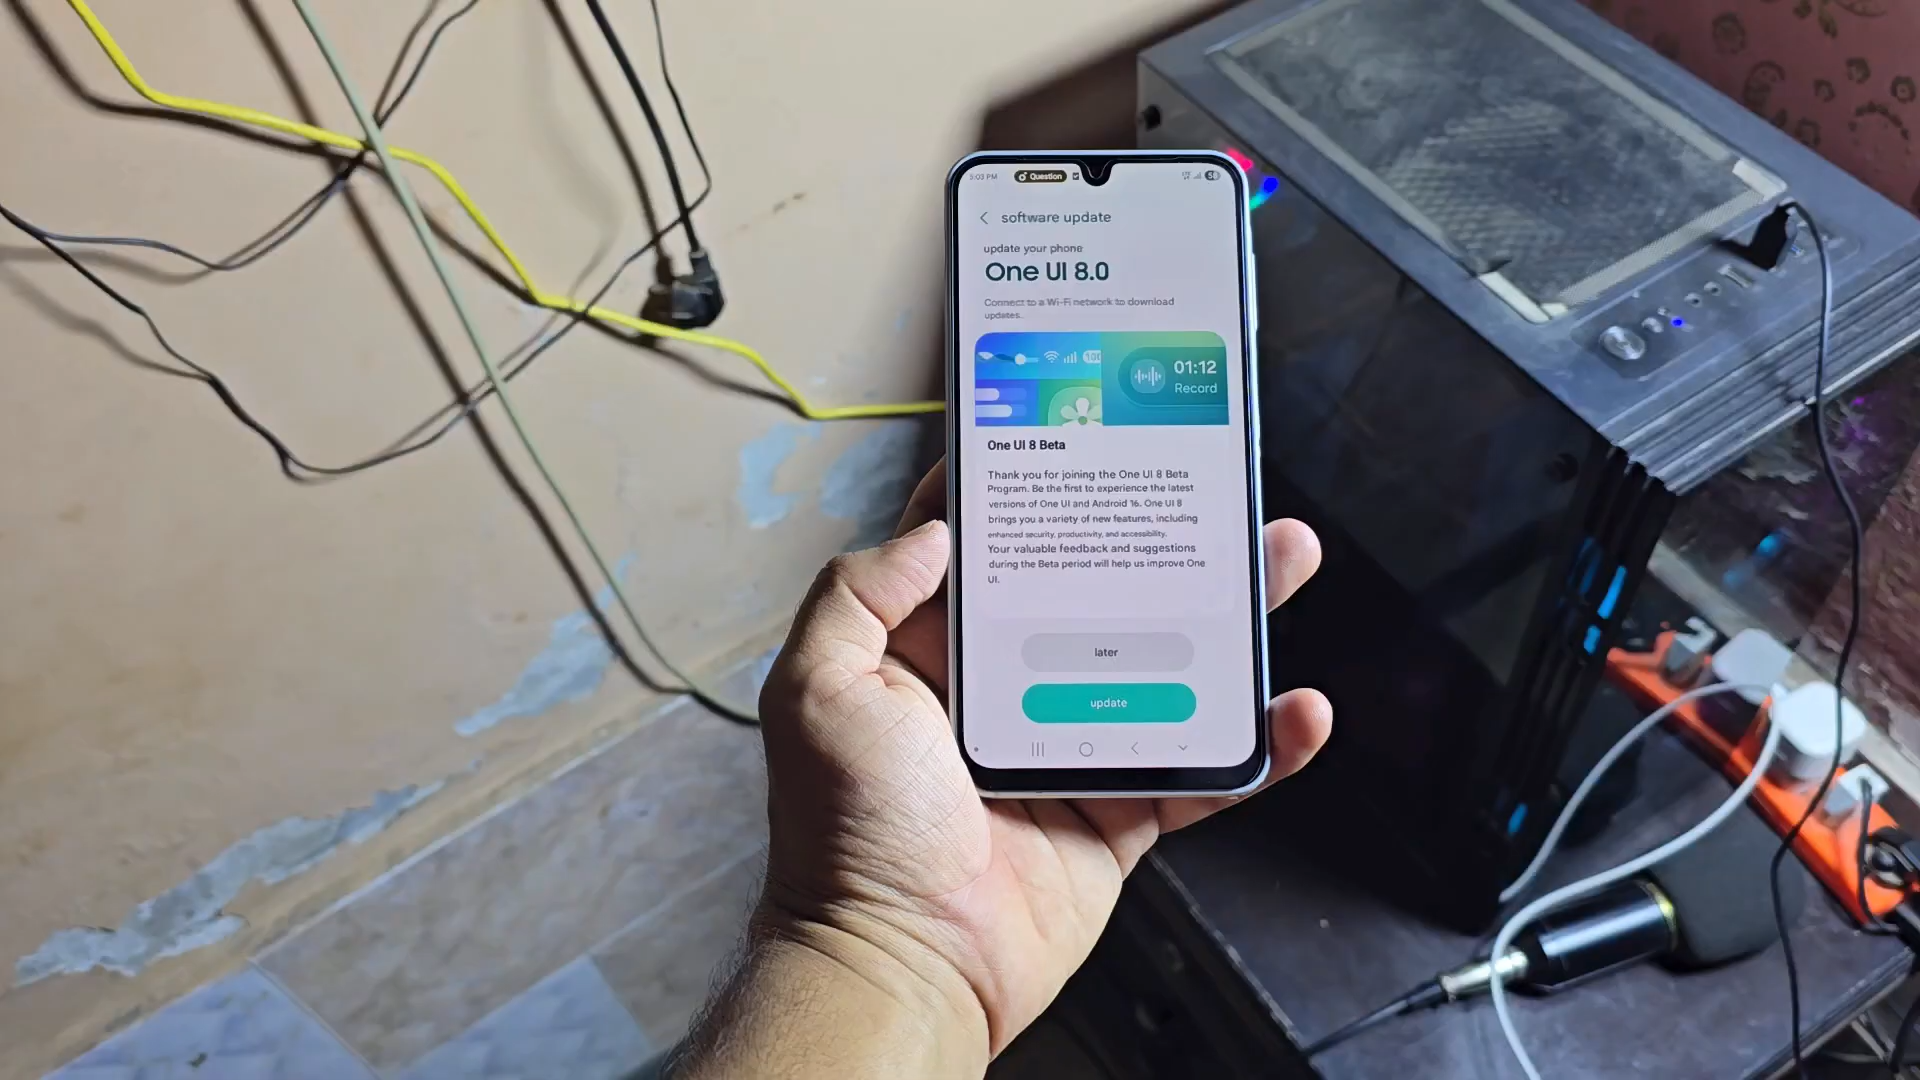 5:03 PM Question 58
software update
update your phone
One UI 8.0
Connect to a Wi-Fi network to download
updates.
100
01:12
Record
One UI 8 Beta
Thank you for joining the One UI 8 Beta
Program. Be the first to experience the latest
versions of One UI and Android 16. One UI 8
brings you a variety of new features, including
enhanced security, productivity, and accessibility.
Your valuable feedback and suggestions
during the Beta period will help us improve One
UI.
later
update